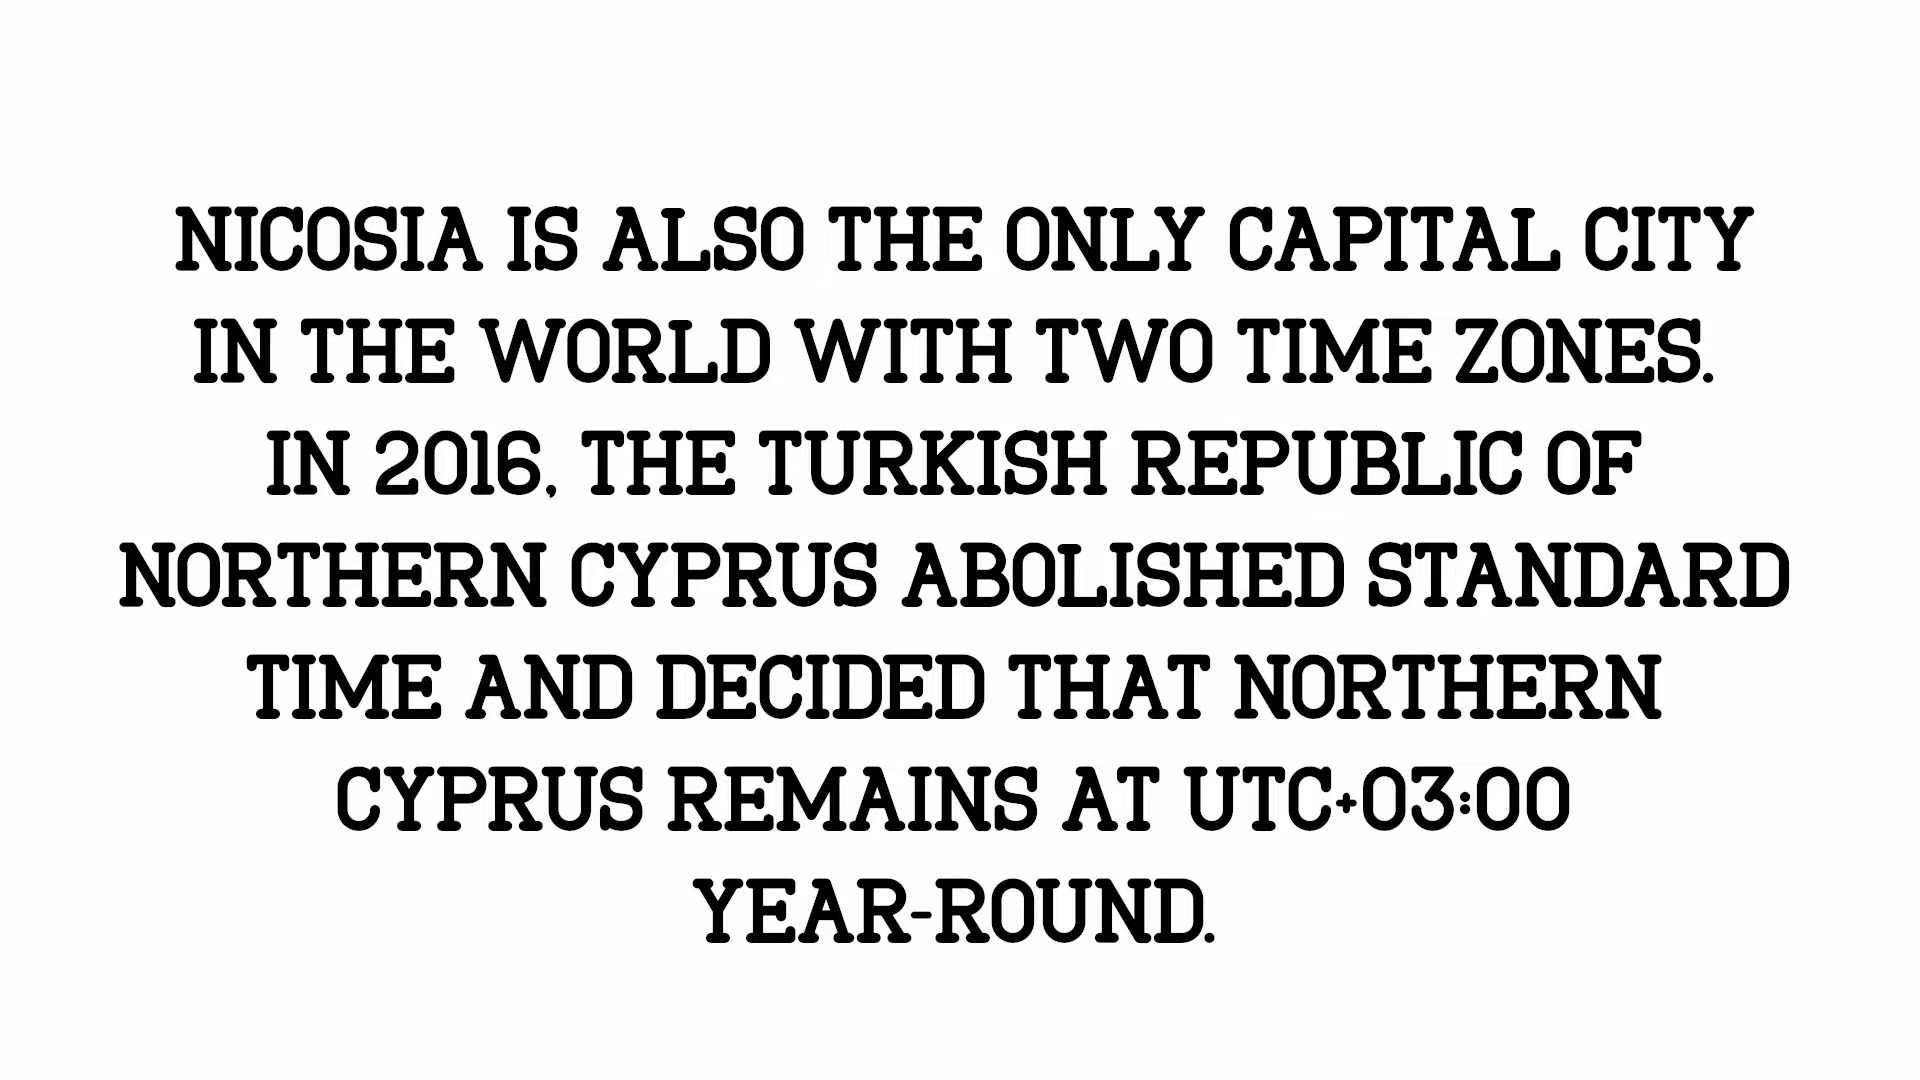 NICOSIA IS ALSO THE ONLY CAPITAL CITY
IN THE WORLD WITH TWO TIME ZONES.
IN 2016, THE TURKISH REPUBLIC OF
NORTHERN CYPRUS ABOLISHED STANDARD
TIME AND DECIDED THAT NORTHERN
CYPRUS REMAINS AT UTC+03:00
YEAR-ROUND.